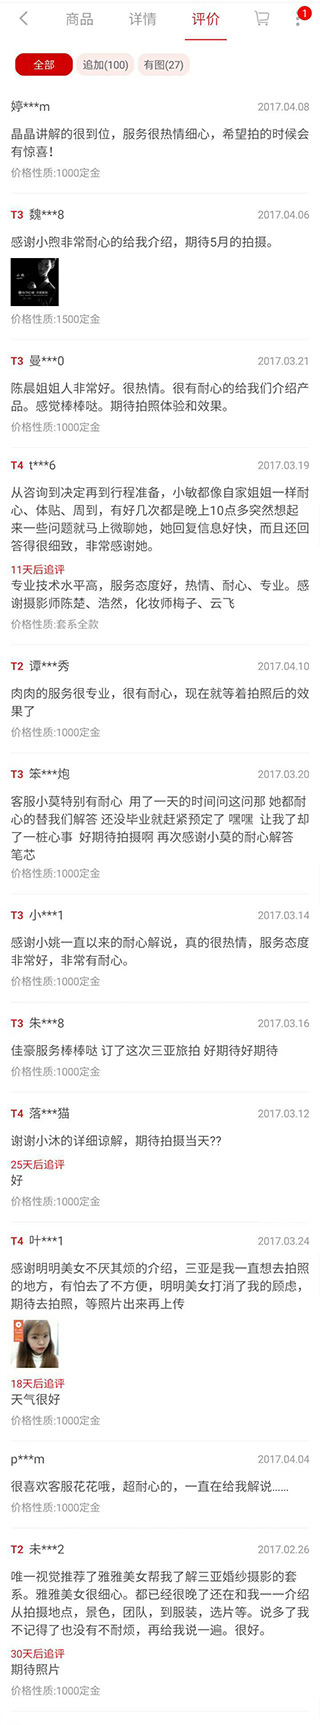 商品 详情 评价 1
全部 追加(100) 有图(27)
婷***m 2017.04.08
晶晶讲解的很到位，服务很热情细心，希望拍的时候会
有惊喜！
价格性质:1000定金
T3 魏***8 2017.04.06
感谢小煦非常耐心的给我介绍，期待5月的拍摄。
价格性质:1500定金
T3 曼***0 2017.03.21
陈晨姐姐人非常好。很热情。很有耐心的给我们介绍产
品。感觉棒棒哒。期待拍照体验和效果。
价格性质:1000定金
T4 t***6 2017.03.19
从咨询到决定再到行程准备，小敏都像自家姐姐一样耐
心、体贴、周到，有好几次都是晚上10点多突然想起
来一些问题就马上微聊她，她回复信息好快，而且还回
答得很细致，非常感谢她。
11天后追评
专业技术水平高，服务态度好，热情、耐心、专业。感
谢摄影师陈楚、浩然，化妆师梅子、云飞
价格性质:套系全款
T2 谭***秀 2017.04.10
肉肉的服务很专业，很有耐心，现在就等着拍照后的效
果了
价格性质:1000定金
T3 笨***炮 2017.03.20
客服小莫特别有耐心 用了一天的时间问这问那 她都耐
心的替我们解答 还没毕业就赶紧预定了 嘿嘿 让我了却
了一桩心事 好期待拍摄啊 再次感谢小莫的耐心解答
笔芯
价格性质:1000定金
T3 小***1 2017.03.14
感谢小姚一直以来的耐心解说，真的很热情，服务态度
非常好，非常有耐心。
价格性质:1000定金
T3 朱***8 2017.03.16
佳豪服务棒棒哒 订了这次三亚旅拍 好期待好期待
价格性质:1000定金
T4 落***猫 2017.03.12
谢谢小沐的详细谅解，期待拍摄当天??
25天后追评
好
价格性质:1000定金
T4 叶***1 2017.03.24
感谢明明美女不厌其烦的介绍，三亚是我一直想去拍照
的地方，有怕去了不方便，明明美女打消了我的顾虑，
期待去拍照，等照片出来再上传
18天后追评
天气很好
价格性质:1000定金
p***m 2017.04.04
很喜欢客服花花哦，超耐心的，一直在给我解说……
价格性质:1000定金
T2 未***2 2017.02.26
唯一视觉推荐了雅雅美女帮我了解三亚婚纱摄影的套
系。雅雅美女很细心。都已经很晚了还在和我一一介绍
从拍摄地点，景色，团队，到服装，选片等。说多了我
不记得了也没有不耐烦，再给我说一遍。很好。
30天后追评
期待照片
价格性质:1000定金